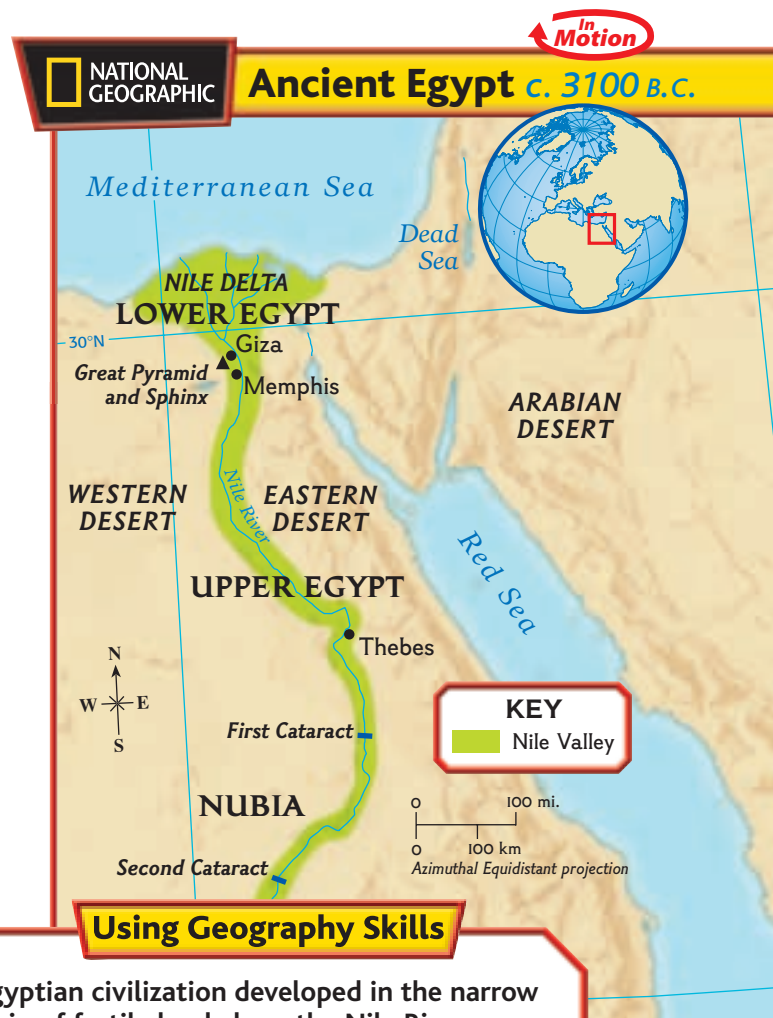 In
Motion
NATIONAL
GEOGRAPHIC
Ancient Egypt c. 3100 B.C.
Mediterranean Sea
Dead
Sea
NILE DELTA
LOWER EGYPT
30°N
Giza
Great Pyramid
and Sphinx
Memphis
ARABIAN
DESERT
WESTERN
DESERT
EASTERN
DESERT
Nile River
Red Sea
UPPER EGYPT
Thebes
N
W E
S
KEY
Nile Valley
First Cataract
NUBIA
0 100 mi.
0 100 km
Azimuthal Equidistant projection
Second Cataract
Using Geography Skills
gyptian civilization developed in the narrow